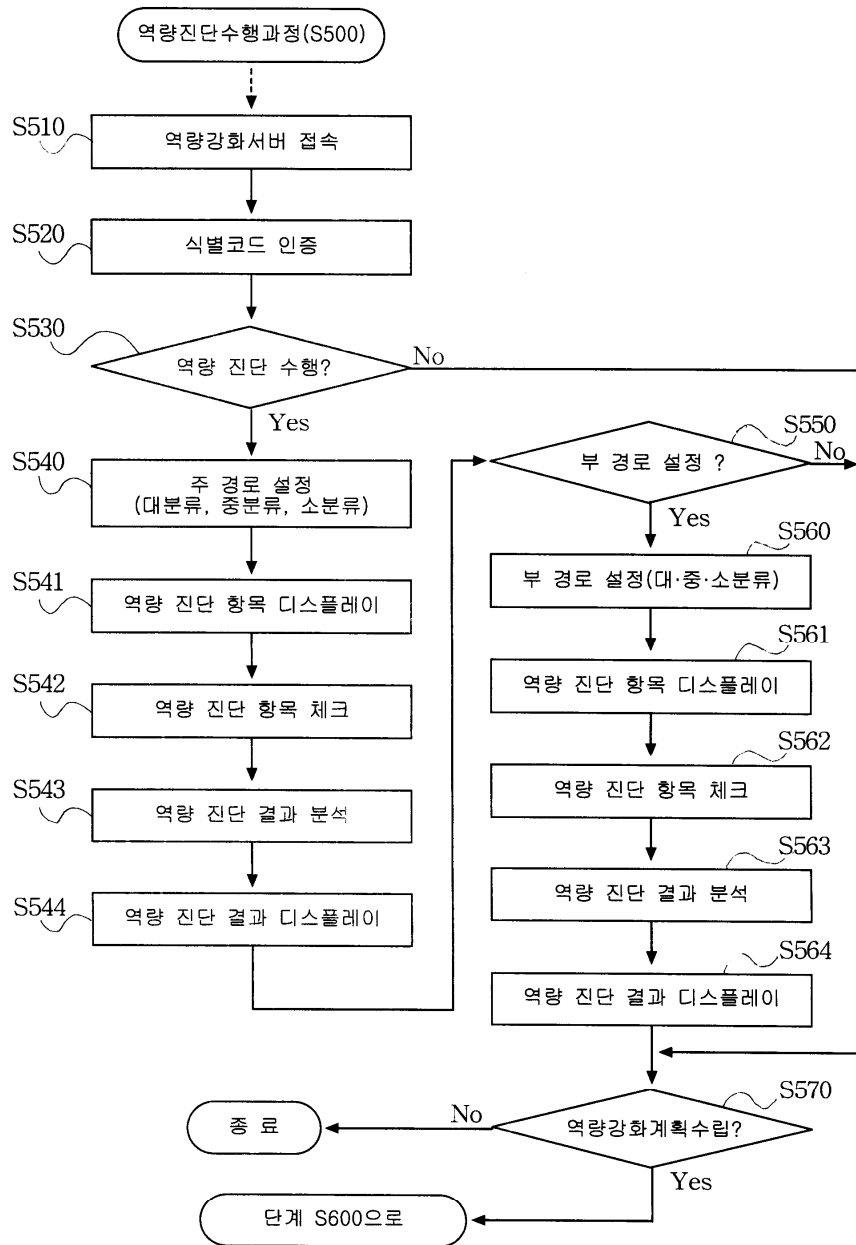 역량진단수행과정(S500)
S510
역량강화서버 접속
S520
식별코드 인증
S530
역량 진단 수행?
No
Yes
S540
주 경로 설정
(대분류, 중분류, 소분류)
S541
역량 진단 항목 디스플레이
S542
역량 진단 항목 체크
S543
역량 진단 결과 분석
S544
역량 진단 결과 디스플레이
S550
부 경로 설정 ?
No
Yes
S560
부 경로 설정(대·중·소분류)
S561
역량 진단 항목 디스플레이
S562
역량 진단 항목 체크
S563
역량 진단 결과 분석
S564
역량 진단 결과 디스플레이
S570
역량강화계획수립?
No
종 료
Yes
단계 S600으로